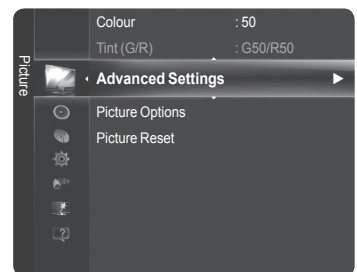 Picture
Colour : 50
Tint (G/R) : G50/R50
Advanced Settings
Picture Options
Picture Reset